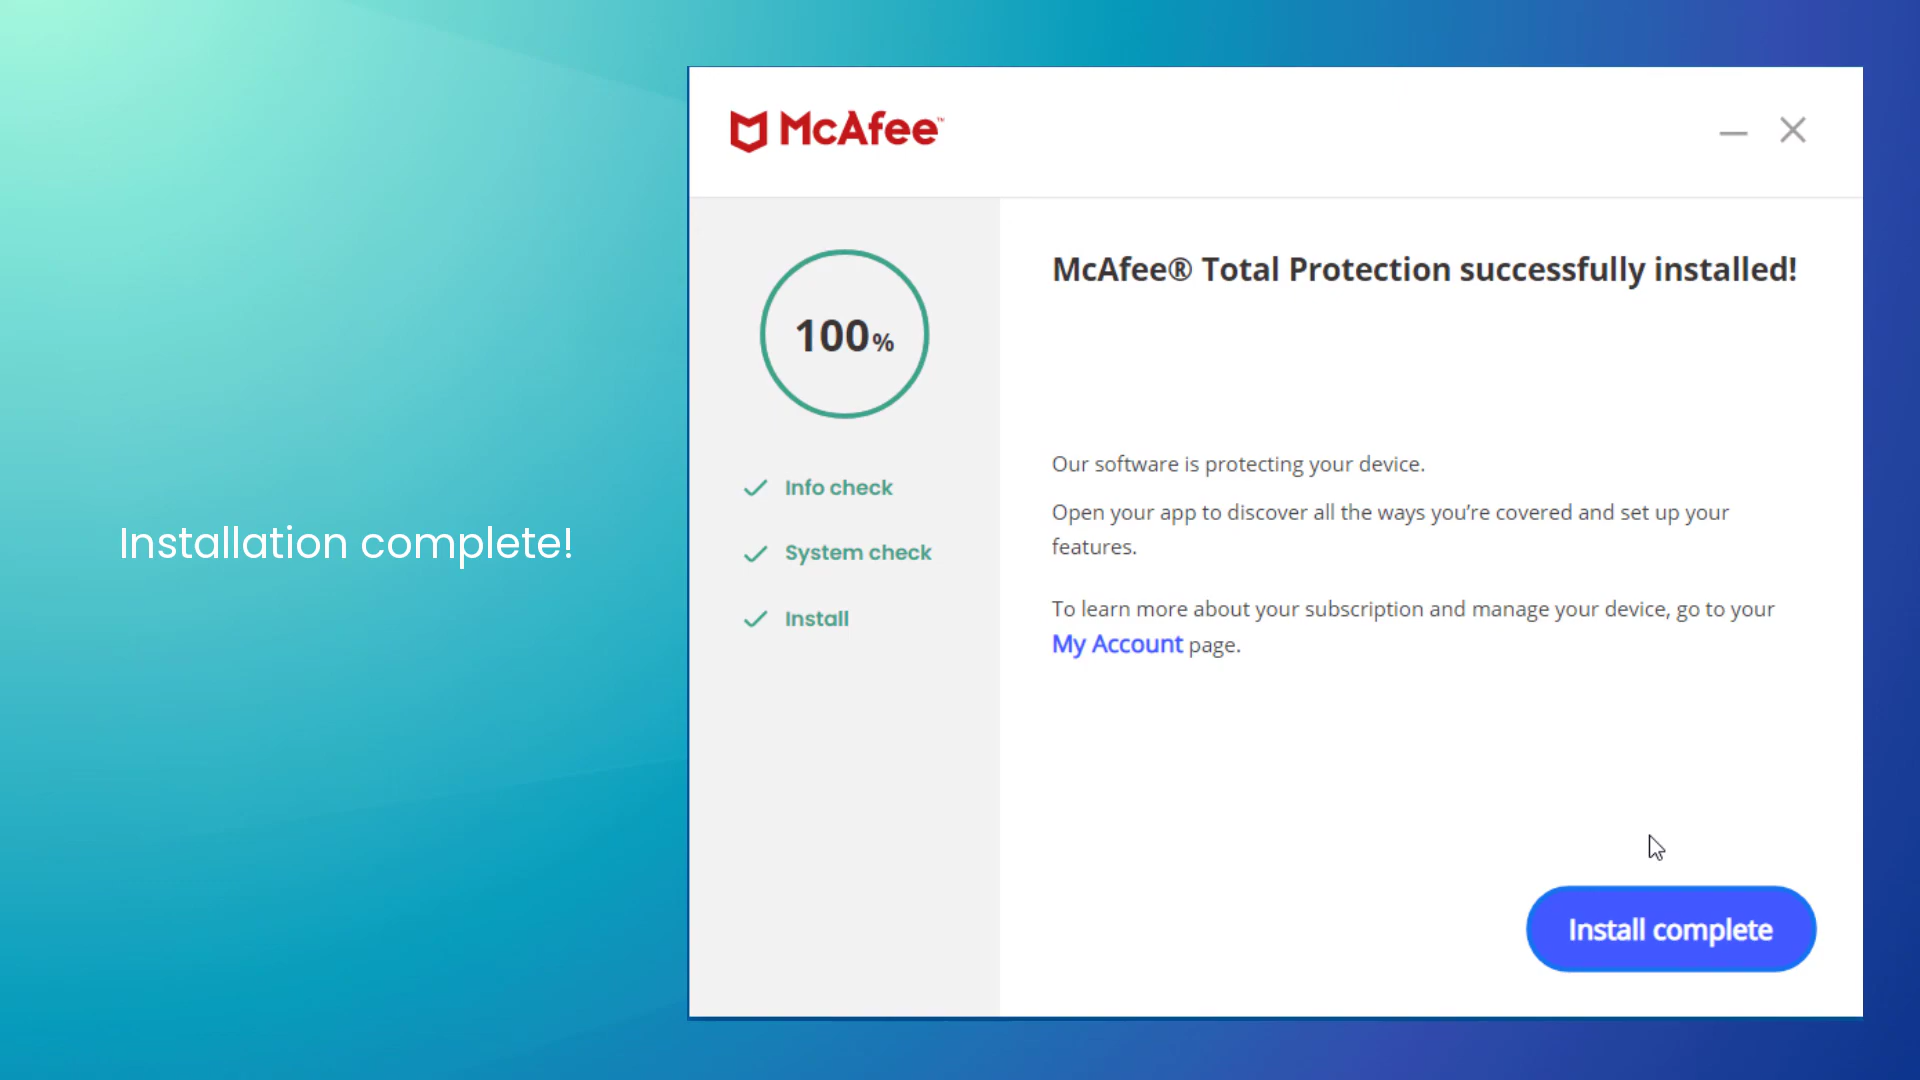 Installation complete!
McAfee™
100%
Info check
System check
Install
McAfee® Total Protection successfully installed!
Our software is protecting your device.
Open your app to discover all the ways you’re covered and set up your
features.
To learn more about your subscription and manage your device, go to your
My Account page.
Install complete